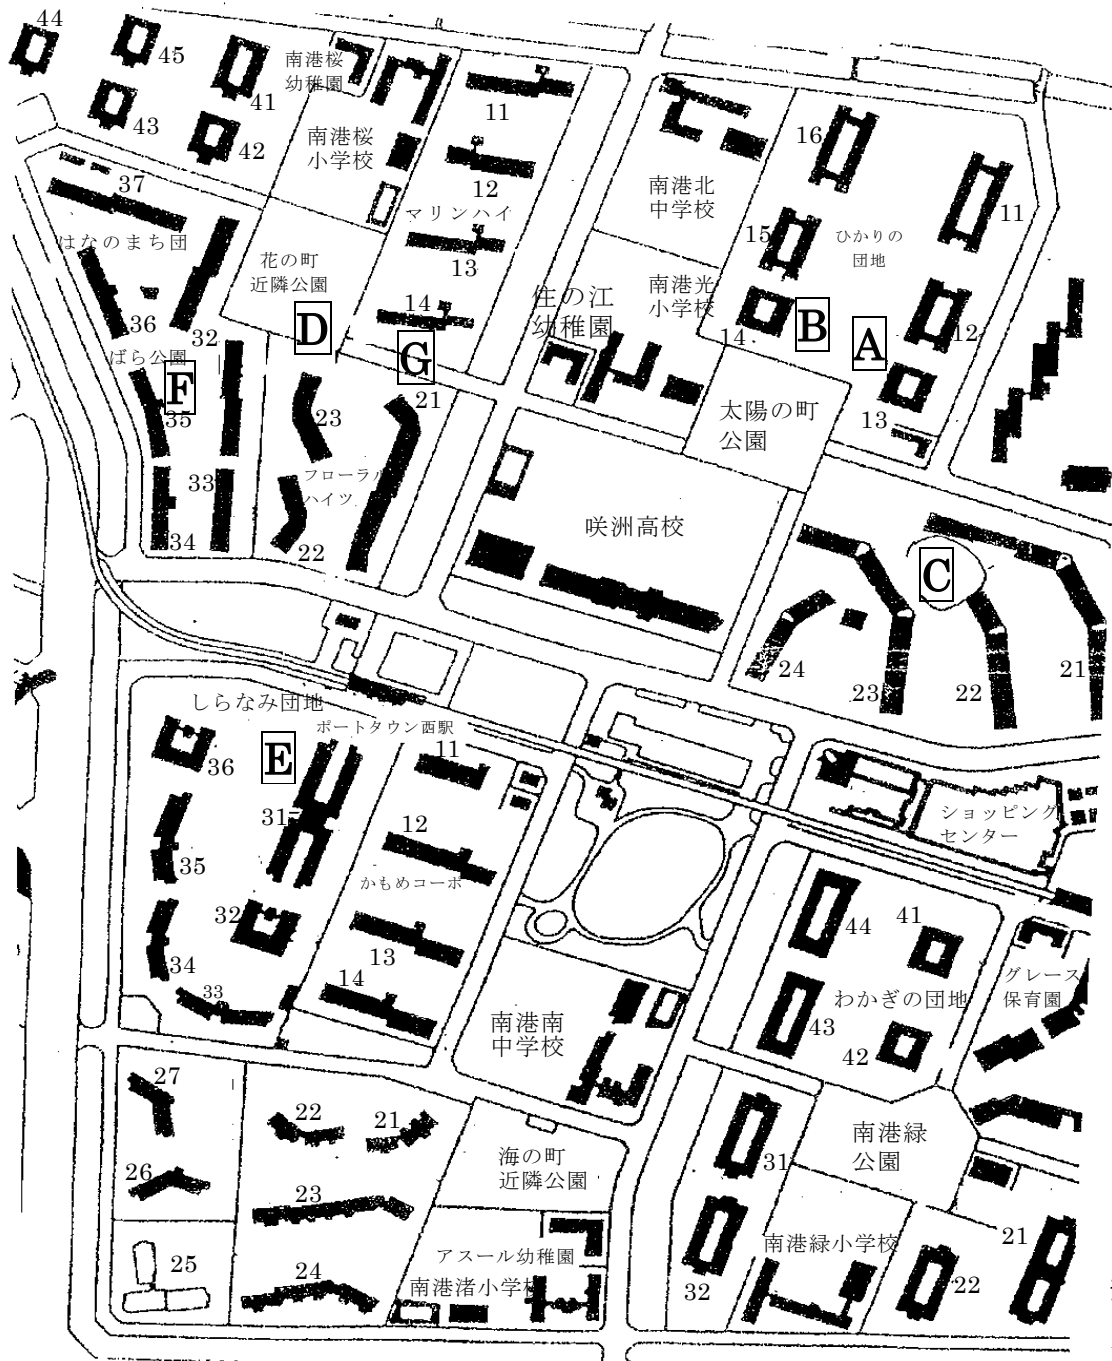 44
45
41
43
42
南港桜
幼稚園
南港桜
小学校
11
12
マリンハイ
13
14
37
はなのまち団
36
32
ばら公園
F
35
33
34
花の町
近隣公園
D
G
21
23
フローラル
ハイツ
22
南港北
中学校
南港光
小学校
住の江
幼稚園
16
15
14
ひかりの
団地
11
12
13
B
A
太陽の町
公園
咲洲高校
C
24
23
22
21
しらなみ団地
ポートタウン西駅
E
36
31
35
32
34
33
11
12
かもめコーポ
13
14
ショッピング
センター
44
41
43
42
わかぎの団地
グレース
保育園
南港南
中学校
27
26
25
22
21
23
24
海の町
近隣公園
アスール幼稚園
南港渚小学校
31
32
南港緑
公園
南港緑小学校
21
22